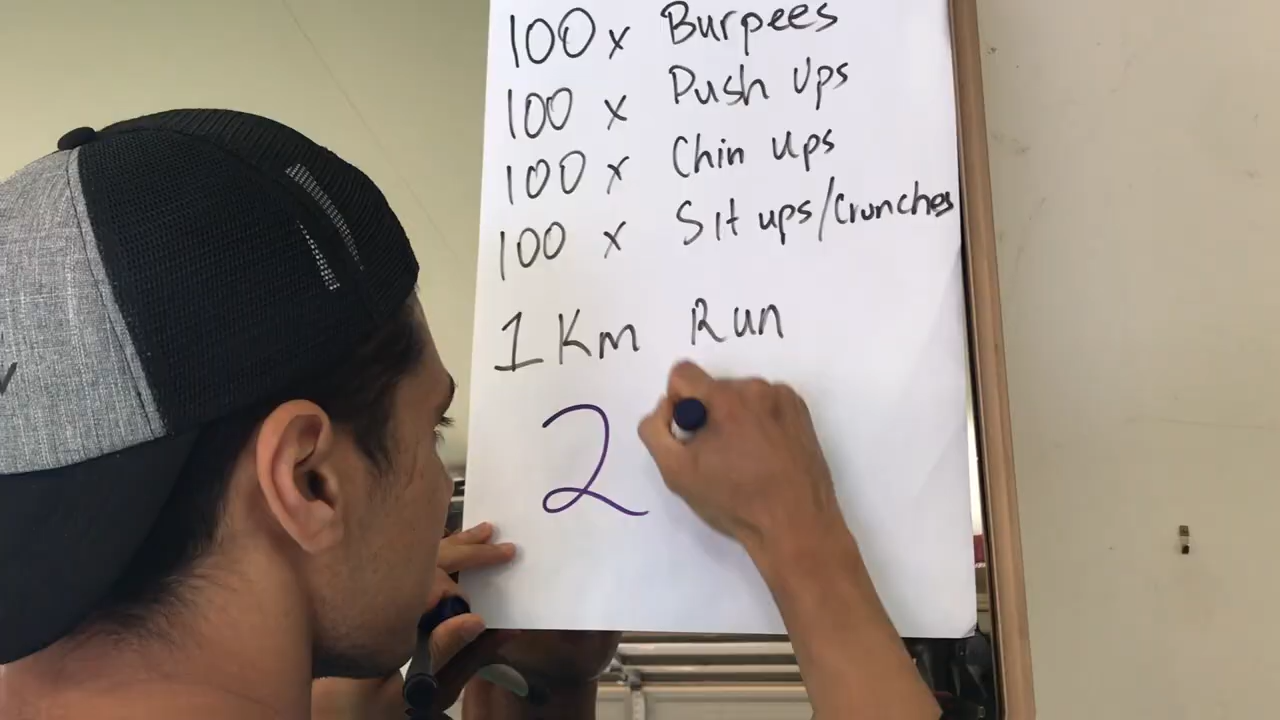 100 x Burpees
100 x Push Ups
100 x Chin ups
100 x Sit ups/Crunches
1 Km Run
2